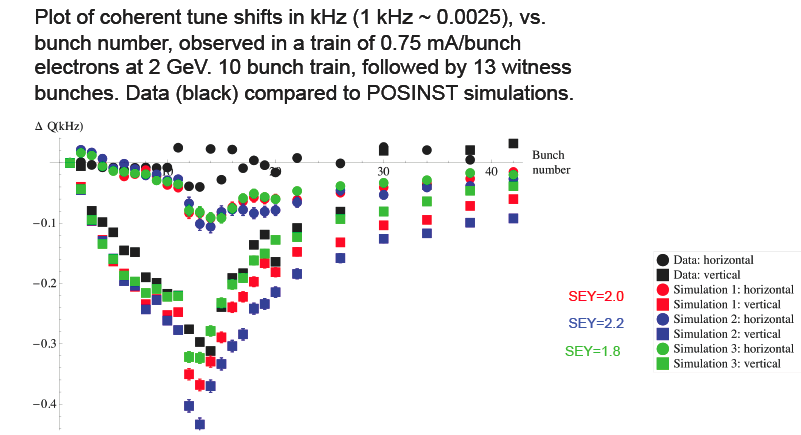 Plot of coherent tune shifts in kHz (1 kHz ~ 0.0025), vs.
bunch number, observed in a train of 0.75 mA/bunch
electrons at 2 GeV. 10 bunch train, followed by 13 witness
bunches. Data (black) compared to POSINST simulations.
Δ Q(kHz)
Bunch
number
10 20 30 40
-0.1
-0.2
-0.3
-0.4
SEY=2.0
SEY=2.2
SEY=1.8
Data: horizontal
Data: vertical
Simulation 1: horizontal
Simulation 1: vertical
Simulation 2: horizontal
Simulation 2: vertical
Simulation 3: horizontal
Simulation 3: vertical